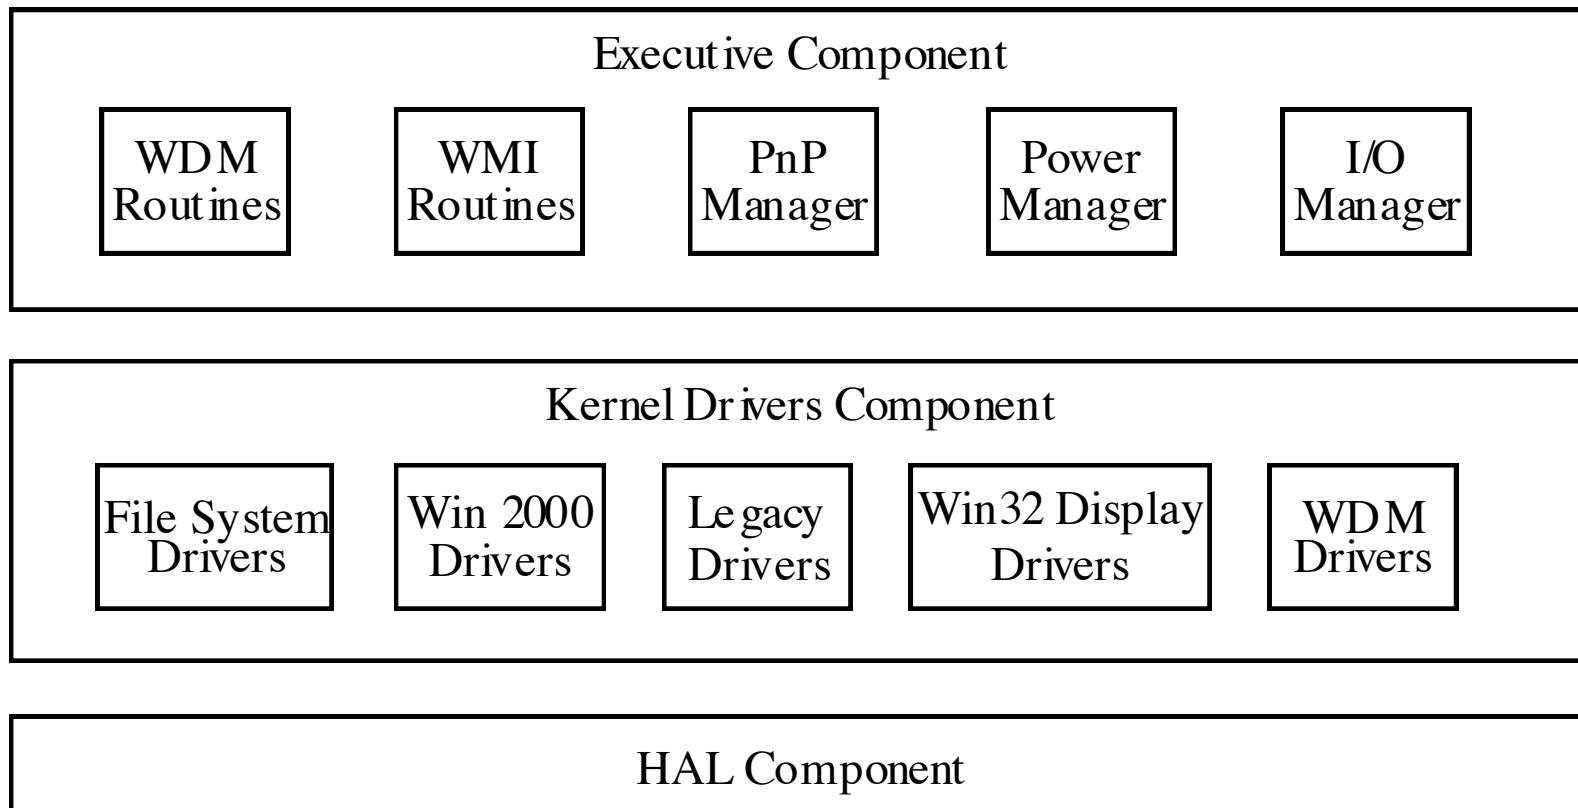 Executive Component
WDM
Routines
WMI
Routines
PnP
Manager
Power
Manager
I/O
Manager
Kernel Drivers Component
File System
Drivers
Win 2000
Drivers
Legacy
Drivers
Win32 Display
Drivers
WDM
Drivers
HAL Component